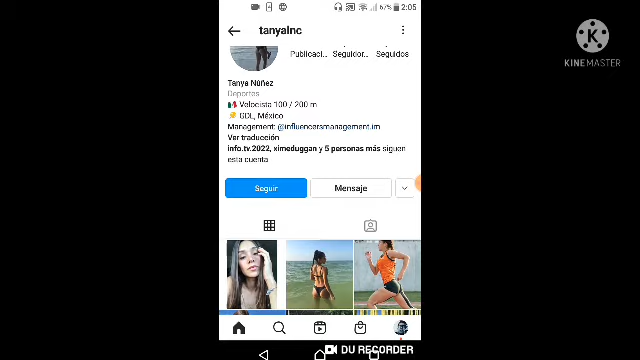 67% 2:05
tanyalnc
Publicaci... Seguidor... Seguidos
Tanya Núñez
Deportes
Velocista 100 / 200 m
GDL, México
Management: @influencersmanagement.im
Ver traducción
info.tv.2022, ximeduggan y 5 personas más siguen
esta cuenta
Seguir Mensaje
K
KINEMASTER
DU RECORDER